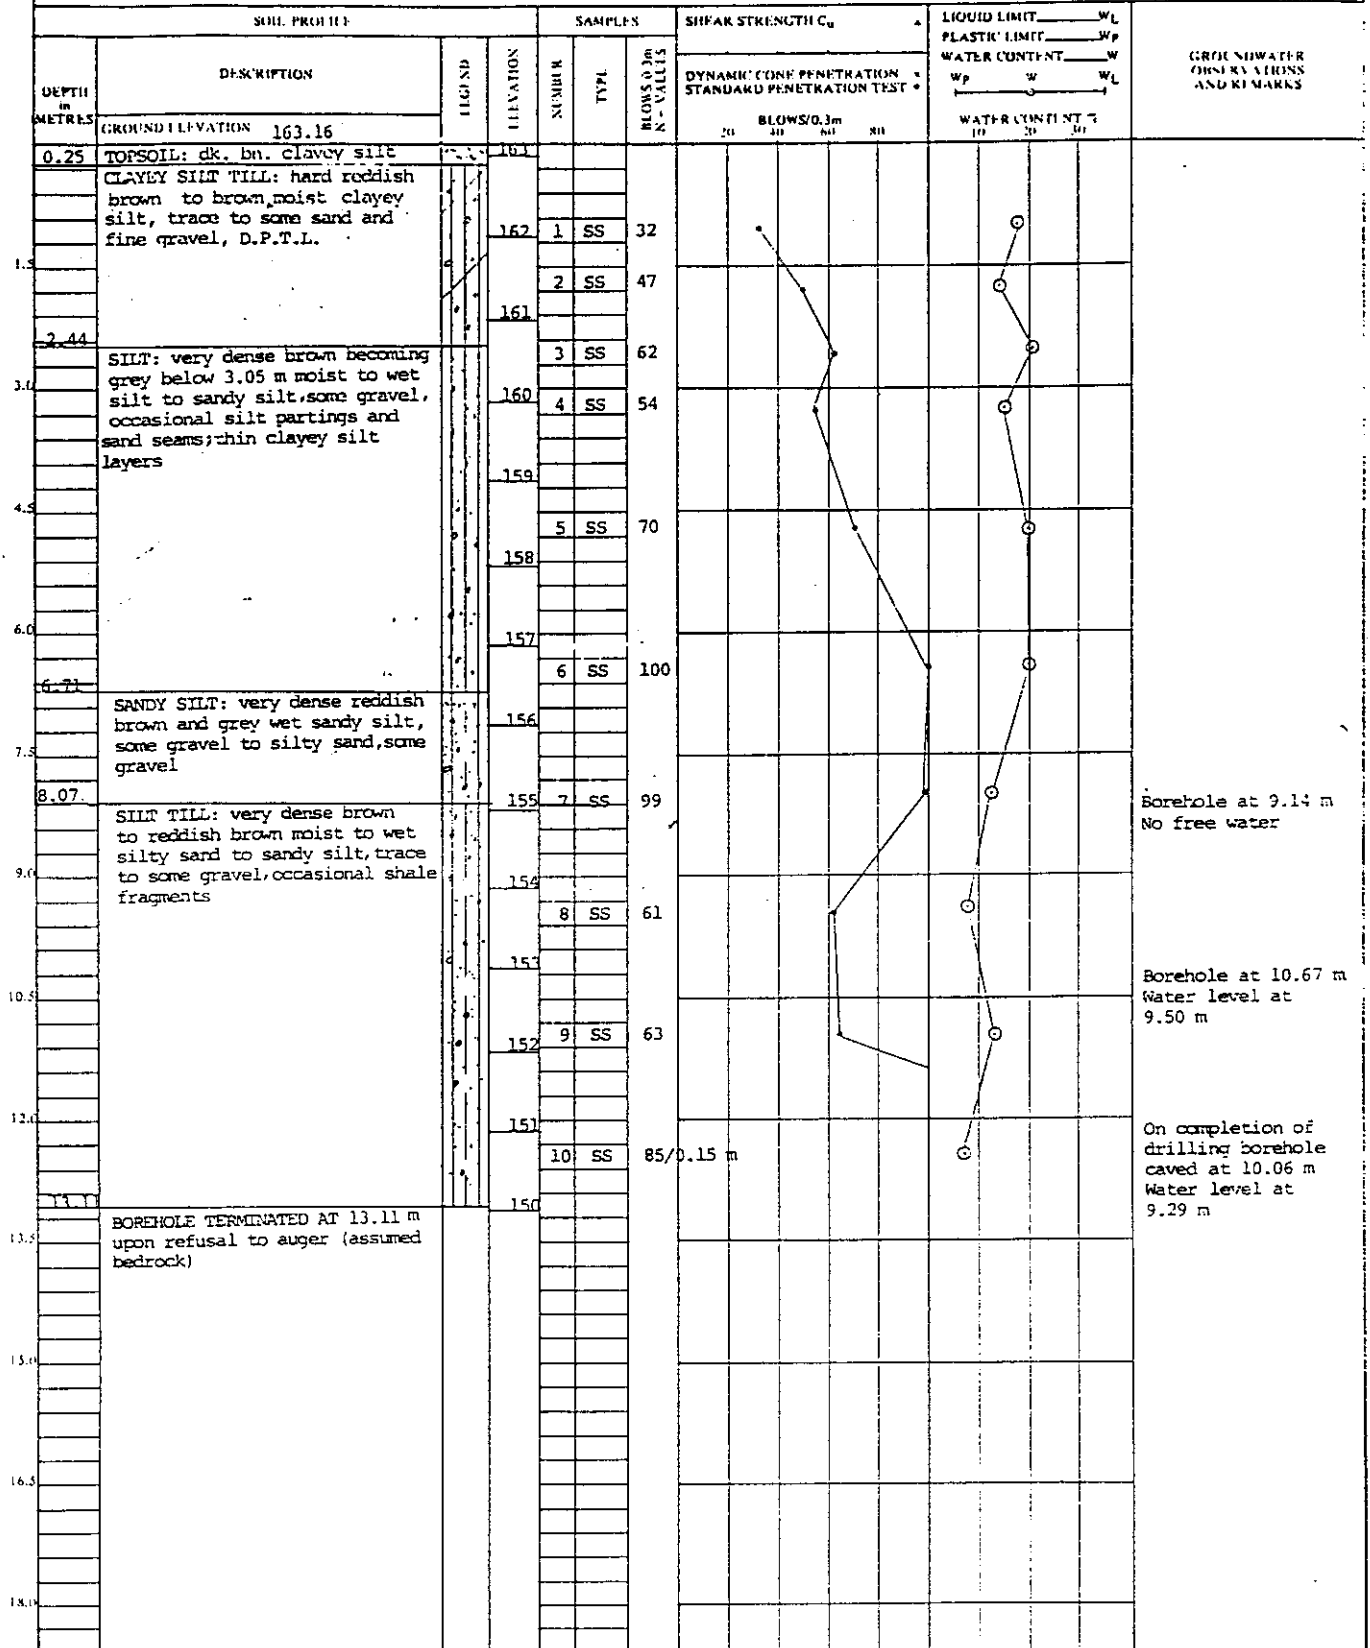 SOIL PROFILE
SAMPLES
SHEAR STRENGTH Cu
LIQUID LIMIT WL
PLASTIC LIMIT WP
WATER CONTENT W
WP W WL
DYNAMIC CONE PENETRATION
STANDARD PENETRATION TEST
GROUNDWATER
OBSERVATIONS
AND REMARKS
DEPTH
in
METRES
DESCRIPTION
LEGEND
ELEVATION
NUMBER
TYPE
BLOWS/0.3m
N - VALUES
GROUND ELEVATION 163.16
BLOWS/0.3m
20 40 60 80
WATER CONTENT %
10 20 30
0.25 TOPSOIL: dk. bn. clayey silt 163
CLAYEY SILT TILL: hard reddish
brown to brown,moist clayey
silt, trace to some sand and
fine gravel, D.P.T.L.
162 1 SS 32
1.5
2 SS 47
161
2.44
3 SS 62
SILT: very dense brown becoming
grey below 3.05 m moist to wet
silt to sandy silt,some gravel,
occasional silt partings and
sand seams;thin clayey silt
layers
3.0
160 4 SS 54
159
4.5
5 SS 70
158
6.0
157
6 SS 100
6.71
SANDY SILT: very dense reddish
brown and grey wet sandy silt,
some gravel to silty sand,some
gravel
156
7.5
8.07
155 7 SS 99
Borehole at 9.14 m
No free water
SILT TILL: very dense brown
to reddish brown moist to wet
silty sand to sandy silt,trace
to some gravel,occasional shale
fragments
9.0
154
8 SS 61
153
Borehole at 10.67 m
Water level at
9.50 m
10.5
152 9 SS 63
12.0
151
10 SS 85/0.15 m
On completion of
drilling borehole
caved at 10.06 m
Water level at
9.29 m
13.11
150
BOREHOLE TERMINATED AT 13.11 m
upon refusal to auger (assumed
bedrock)
13.5
15.0
16.5
18.0